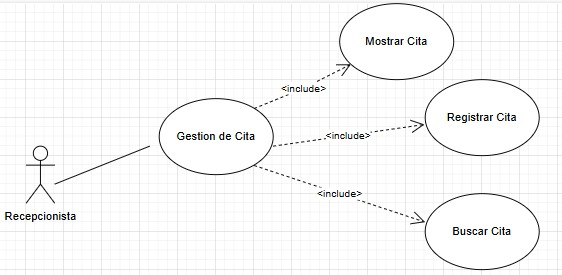 Mostrar Cita
<include>
Registrar Cita
Gestion de Cita
<include>
<include>
Recepcionista
Buscar Cita